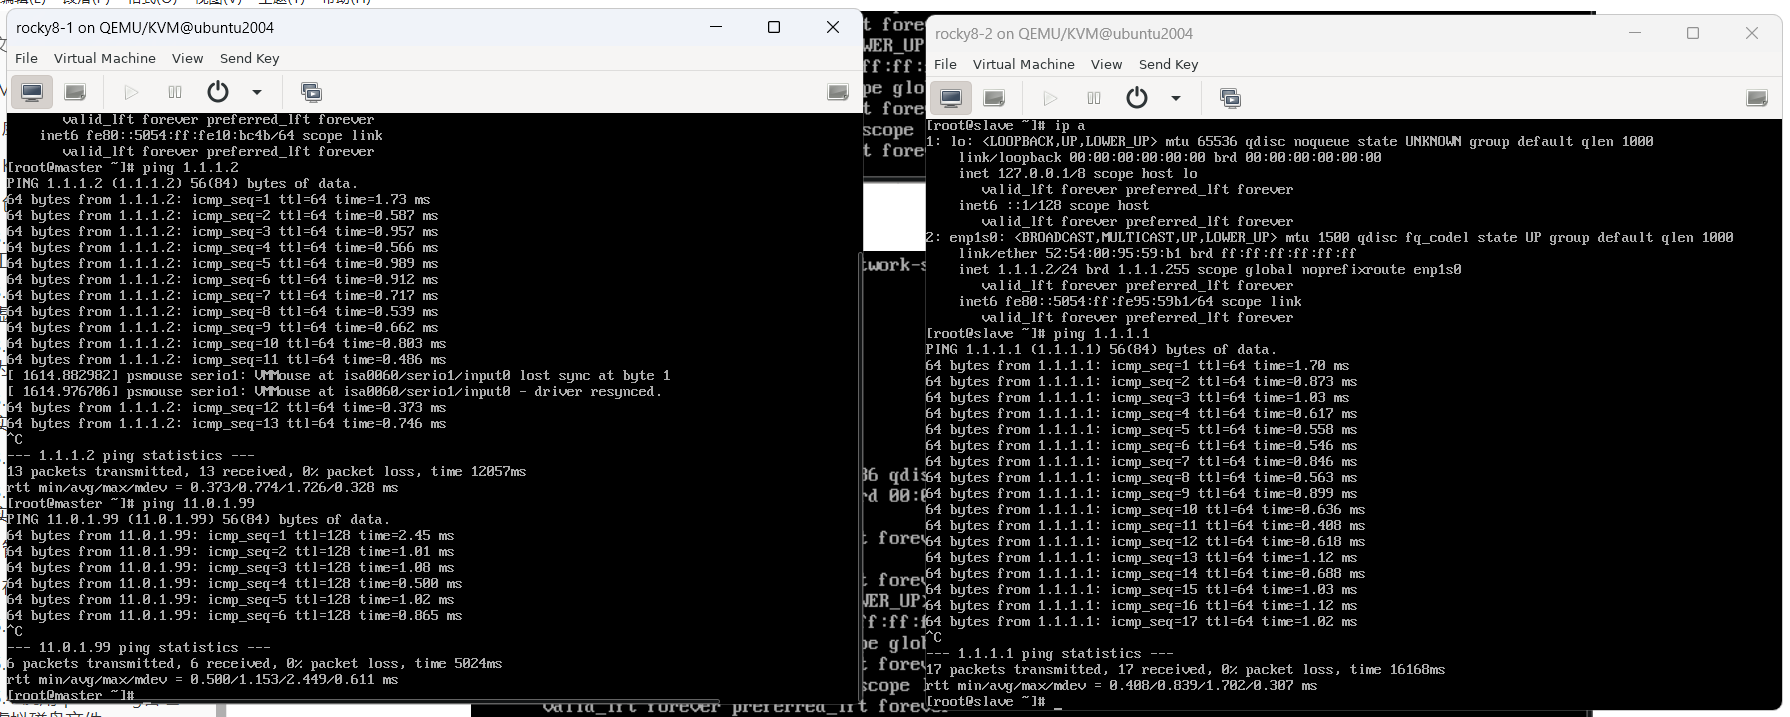 rocky8-1 on QEMU/KVM@ubuntu2004
File Virtual Machine View Send Key
valid_lft forever preferred_lft forever
inet6 fe80::5054:ff:fe10:bc4b/64 scope link
valid_lft forever preferred_lft forever
[root@master ~]# ping 1.1.1.2
PING 1.1.1.2 (1.1.1.2) 56(84) bytes of data.
64 bytes from 1.1.1.2: icmp_seq=1 ttl=64 time=1.73 ms
64 bytes from 1.1.1.2: icmp_seq=2 ttl=64 time=0.587 ms
64 bytes from 1.1.1.2: icmp_seq=3 ttl=64 time=0.957 ms
64 bytes from 1.1.1.2: icmp_seq=4 ttl=64 time=0.566 ms
64 bytes from 1.1.1.2: icmp_seq=5 ttl=64 time=0.989 ms
64 bytes from 1.1.1.2: icmp_seq=6 ttl=64 time=0.912 ms
64 bytes from 1.1.1.2: icmp_seq=7 ttl=64 time=0.717 ms
64 bytes from 1.1.1.2: icmp_seq=8 ttl=64 time=0.539 ms
64 bytes from 1.1.1.2: icmp_seq=9 ttl=64 time=0.662 ms
64 bytes from 1.1.1.2: icmp_seq=10 ttl=64 time=0.803 ms
64 bytes from 1.1.1.2: icmp_seq=11 ttl=64 time=0.486 ms
[ 1614.882982] psmouse serio1: VMMouse at isa0060/serio1/input0 lost sync at byte 1
[ 1614.976706] psmouse serio1: VMMouse at isa0060/serio1/input0 - driver resynced.
64 bytes from 1.1.1.2: icmp_seq=12 ttl=64 time=0.373 ms
64 bytes from 1.1.1.2: icmp_seq=13 ttl=64 time=0.746 ms
^C
--- 1.1.1.2 ping statistics ---
13 packets transmitted, 13 received, 0% packet loss, time 12057ms
rtt min/avg/max/mdev = 0.373/0.774/1.726/0.328 ms
[root@master ~]# ping 11.0.1.99
PING 11.0.1.99 (11.0.1.99) 56(84) bytes of data.
64 bytes from 11.0.1.99: icmp_seq=1 ttl=128 time=2.45 ms
64 bytes from 11.0.1.99: icmp_seq=2 ttl=128 time=1.01 ms
64 bytes from 11.0.1.99: icmp_seq=3 ttl=128 time=1.08 ms
64 bytes from 11.0.1.99: icmp_seq=4 ttl=128 time=0.500 ms
64 bytes from 11.0.1.99: icmp_seq=5 ttl=128 time=1.02 ms
64 bytes from 11.0.1.99: icmp_seq=6 ttl=128 time=0.865 ms
^C
--- 11.0.1.99 ping statistics ---
6 packets transmitted, 6 received, 0% packet loss, time 5024ms
rtt min/avg/max/mdev = 0.500/1.153/2.449/0.611 ms
[root@master ~]#
rocky8-2 on QEMU/KVM@ubuntu2004
File Virtual Machine View Send Key
[root@slave ~]# ip a
1: lo: <LOOPBACK,UP,LOWER_UP> mtu 65536 qdisc noqueue state UNKNOWN group default qlen 1000
link/loopback 00:00:00:00:00:00 brd 00:00:00:00:00:00
inet 127.0.0.1/8 scope host lo
valid_lft forever preferred_lft forever
inet6 ::1/128 scope host
valid_lft forever preferred_lft forever
2: enp1s0: <BROADCAST,MULTICAST,UP,LOWER_UP> mtu 1500 qdisc fq_codel state UP group default qlen 1000
link/ether 52:54:00:95:59:b1 brd ff:ff:ff:ff:ff:ff
inet 1.1.1.2/24 brd 1.1.1.255 scope global noprefixroute enp1s0
valid_lft forever preferred_lft forever
inet6 fe80::5054:ff:fe95:59b1/64 scope link
valid_lft forever preferred_lft forever
[root@slave ~]# ping 1.1.1.1
PING 1.1.1.1 (1.1.1.1) 56(84) bytes of data.
64 bytes from 1.1.1.1: icmp_seq=1 ttl=64 time=1.70 ms
64 bytes from 1.1.1.1: icmp_seq=2 ttl=64 time=0.873 ms
64 bytes from 1.1.1.1: icmp_seq=3 ttl=64 time=1.03 ms
64 bytes from 1.1.1.1: icmp_seq=4 ttl=64 time=0.617 ms
64 bytes from 1.1.1.1: icmp_seq=5 ttl=64 time=0.558 ms
64 bytes from 1.1.1.1: icmp_seq=6 ttl=64 time=0.546 ms
64 bytes from 1.1.1.1: icmp_seq=7 ttl=64 time=0.846 ms
64 bytes from 1.1.1.1: icmp_seq=8 ttl=64 time=0.563 ms
64 bytes from 1.1.1.1: icmp_seq=9 ttl=64 time=0.899 ms
64 bytes from 1.1.1.1: icmp_seq=10 ttl=64 time=0.636 ms
64 bytes from 1.1.1.1: icmp_seq=11 ttl=64 time=0.408 ms
64 bytes from 1.1.1.1: icmp_seq=12 ttl=64 time=0.618 ms
64 bytes from 1.1.1.1: icmp_seq=13 ttl=64 time=1.12 ms
64 bytes from 1.1.1.1: icmp_seq=14 ttl=64 time=0.688 ms
64 bytes from 1.1.1.1: icmp_seq=15 ttl=64 time=1.03 ms
64 bytes from 1.1.1.1: icmp_seq=16 ttl=64 time=1.12 ms
64 bytes from 1.1.1.1: icmp_seq=17 ttl=64 time=1.02 ms
^C
--- 1.1.1.1 ping statistics ---
17 packets transmitted, 17 received, 0% packet loss, time 16168ms
rtt min/avg/max/mdev = 0.408/0.839/1.702/0.307 ms
[root@slave ~]# _